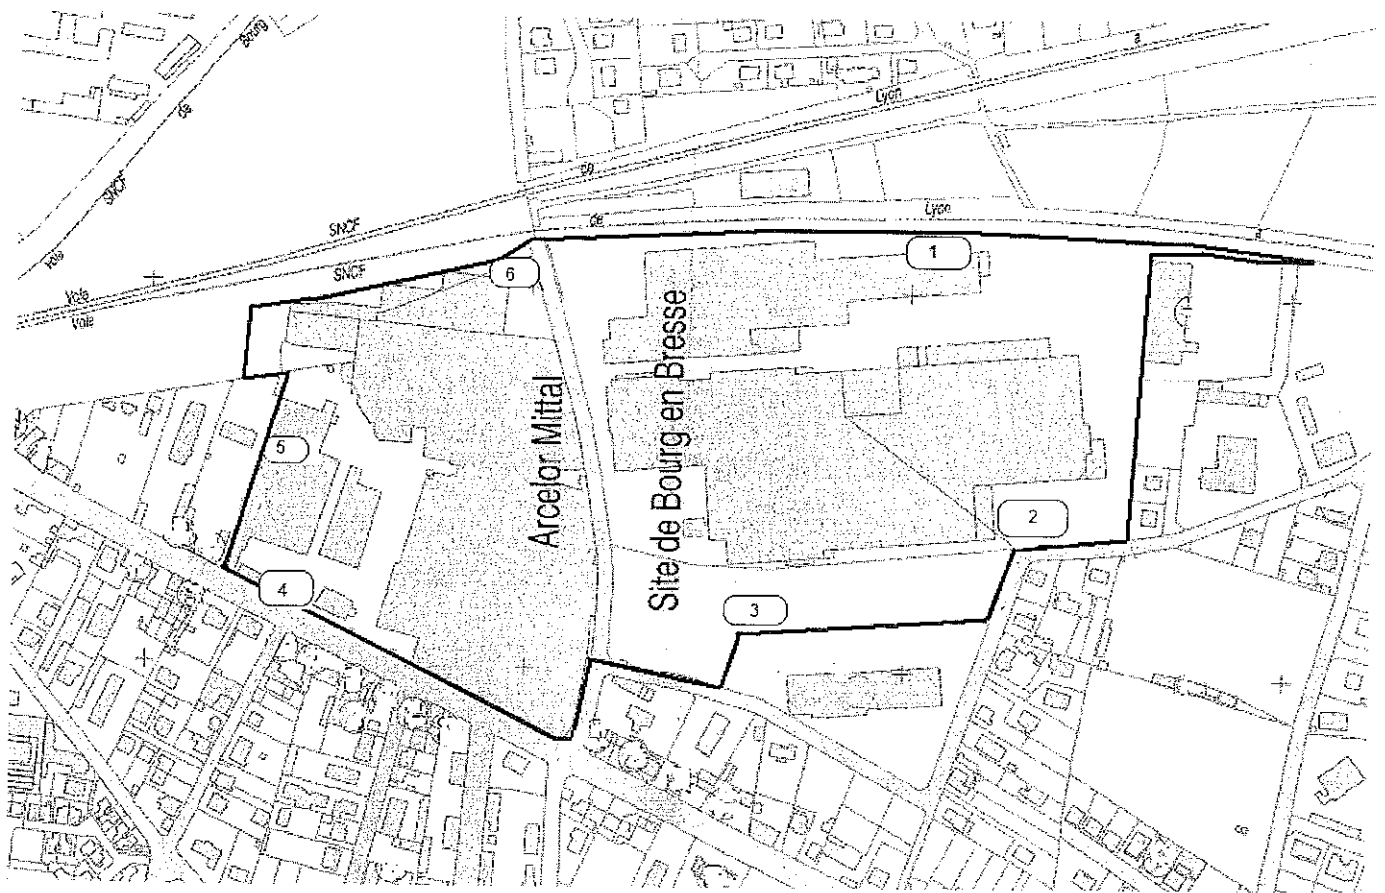 Bourg
de
SNCF
Voie
a
Lyon
de
SNCF
SNCF
Voie
Voie
de
Lyon
a
1
6
Arcelor Mittal
Site de Bourg en Bresse
5
2
4
3